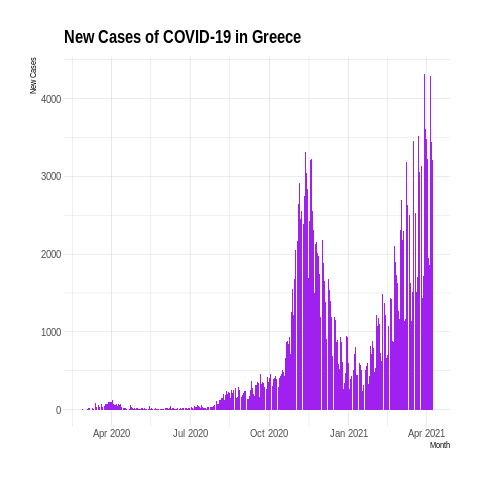 New Cases of COVID-19 in Greece
New Cases
4000
3000
2000
1000
0
Apr 2020 Jul 2020 Oct 2020 Jan 2021 Apr 2021
Month